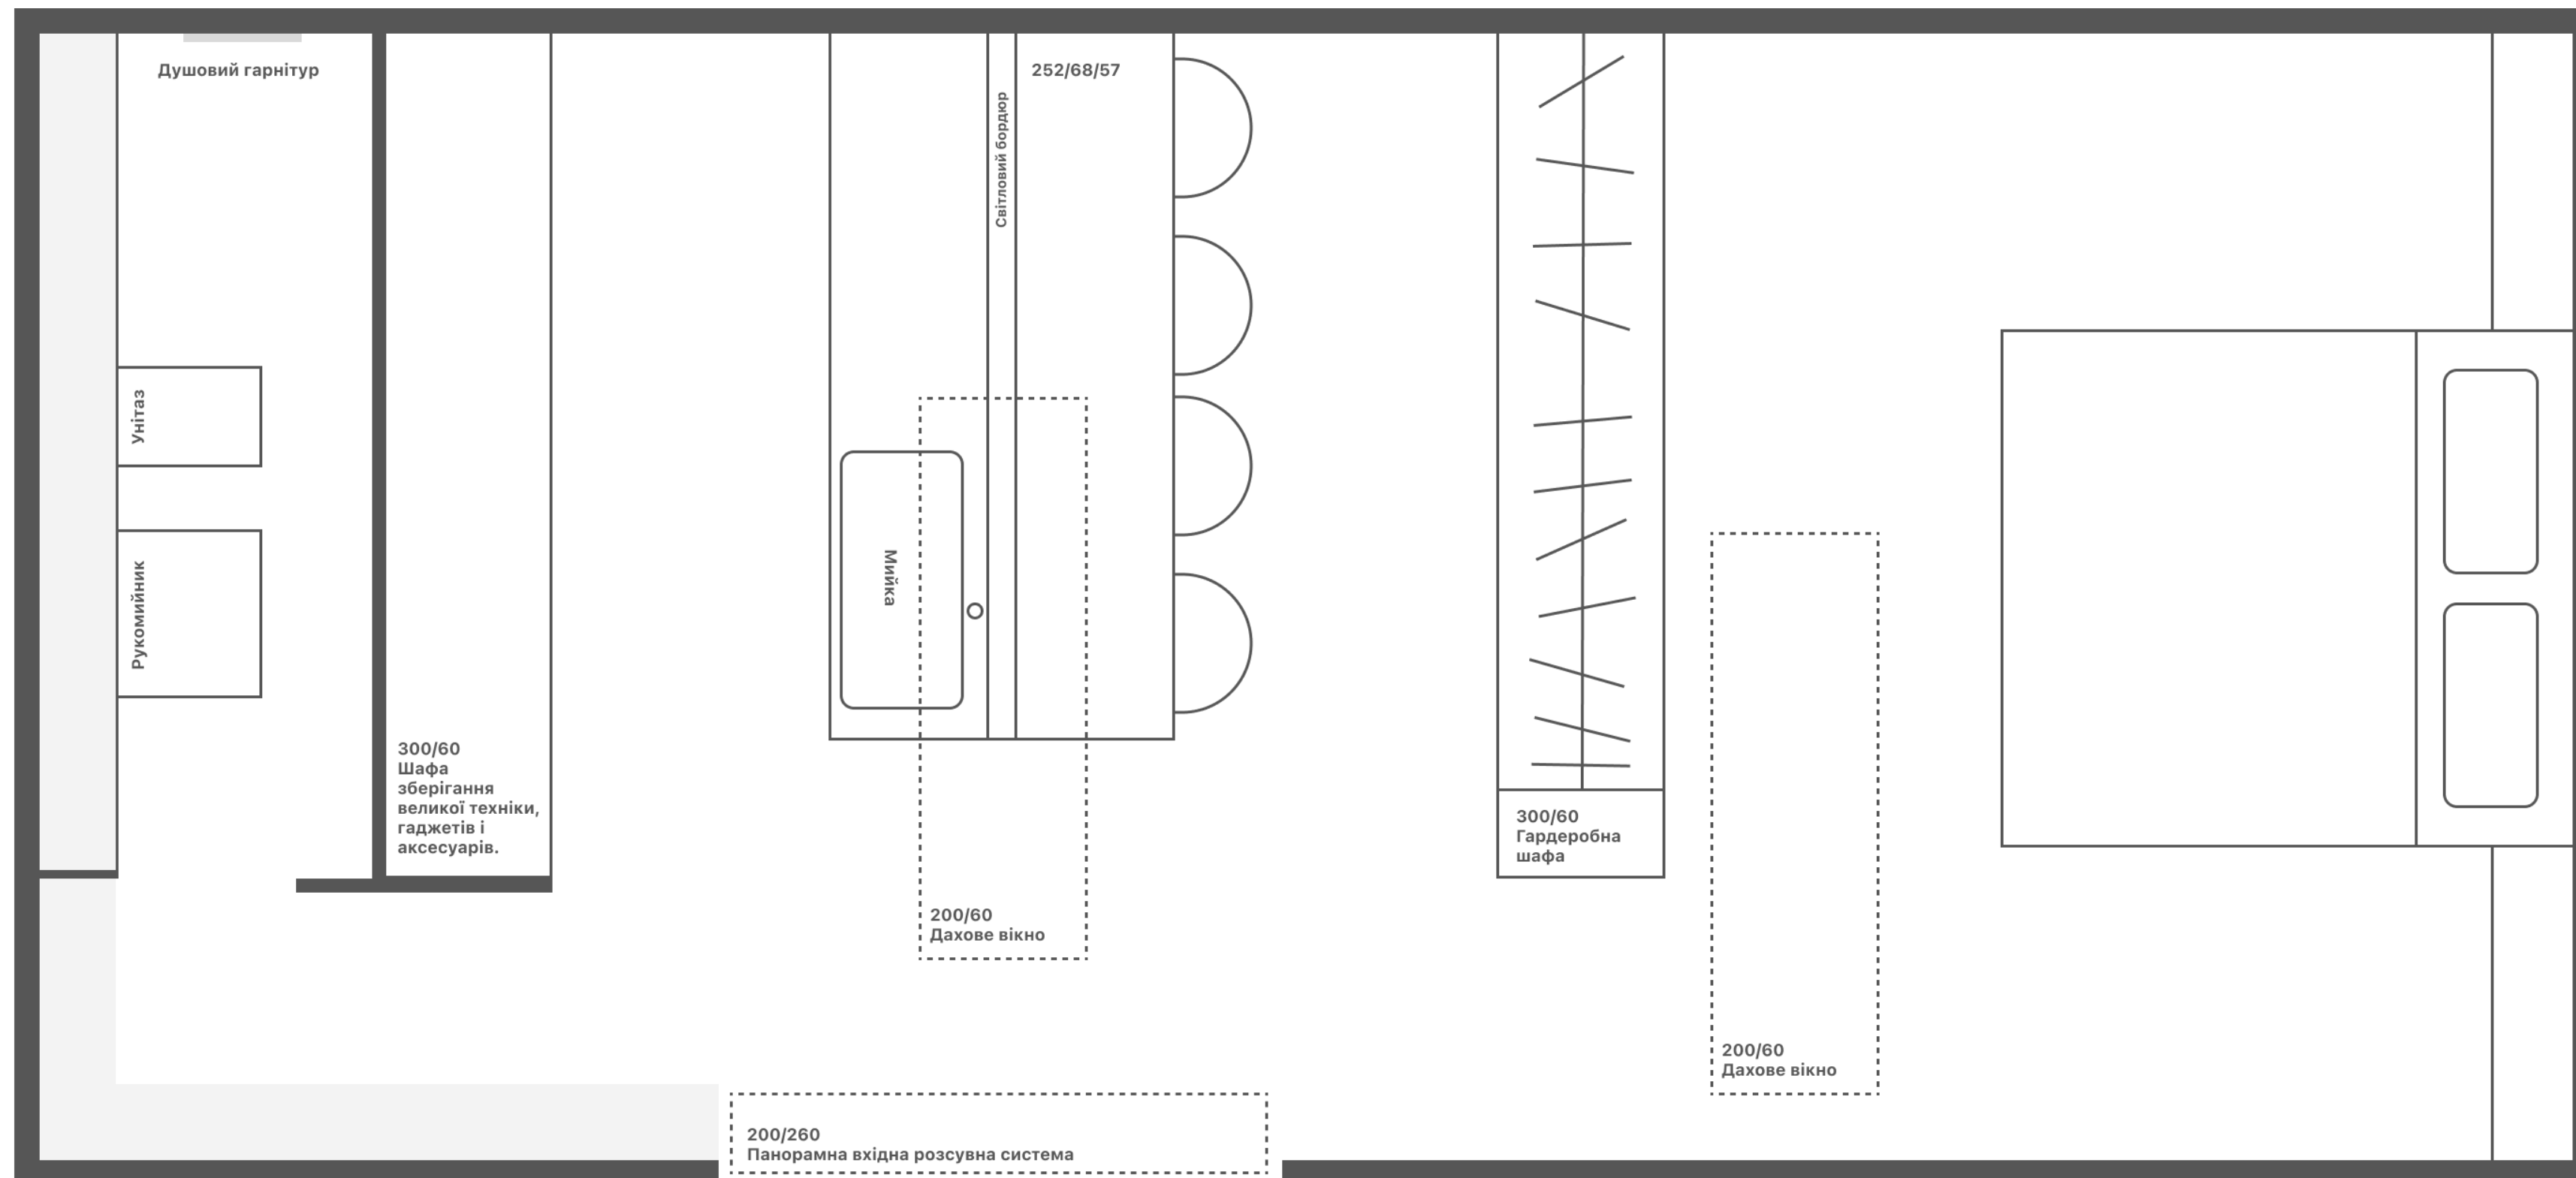 Душовий гарнітур
252/68/57
Світловий бордюр
Унітаз
Рукомийник
Мийка
300/60
Шафа
зберігання
великої техніки,
гаджетів і
аксесуарів.
300/60
Гардеробна
шафа
200/60
Дахове вікно
200/60
Дахове вікно
200/260
Панорамна вхідна розсувна система